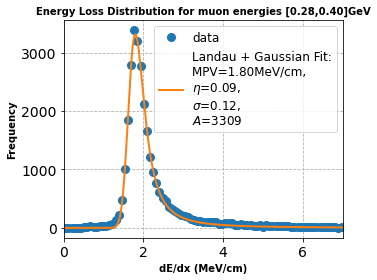 Energy Loss Distribution for muon energies [0.28,0.40]GeV
data
Landau + Gaussian Fit:
MPV=1.80MeV/cm,
η=0.09,
σ=0.12,
A=3309
Frequency
3000
2000
1000
0
0
2
4
6
dE/dx (MeV/cm)